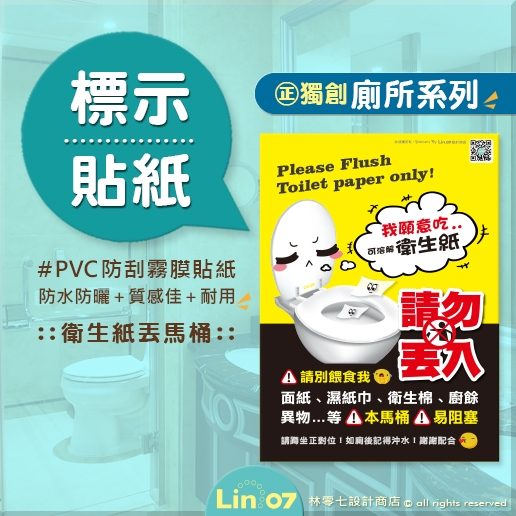 標示
貼紙
㊣獨創 廁所系列
#PVC防刮霧膜貼紙
防水防曬+質感佳+耐用
::衛生紙丟馬桶::
Please Flush
Toilet paper only!
我願意吃..
可溶解衛生紙
請勿
丟入
請別餵食我
面紙、濕紙巾、衛生棉、廚餘
異物...等 本馬桶 易阻塞
請蹲坐正對位!如廁後記得沖水!謝謝配合
Lin 07 林零七設計商店 © all rights reserved